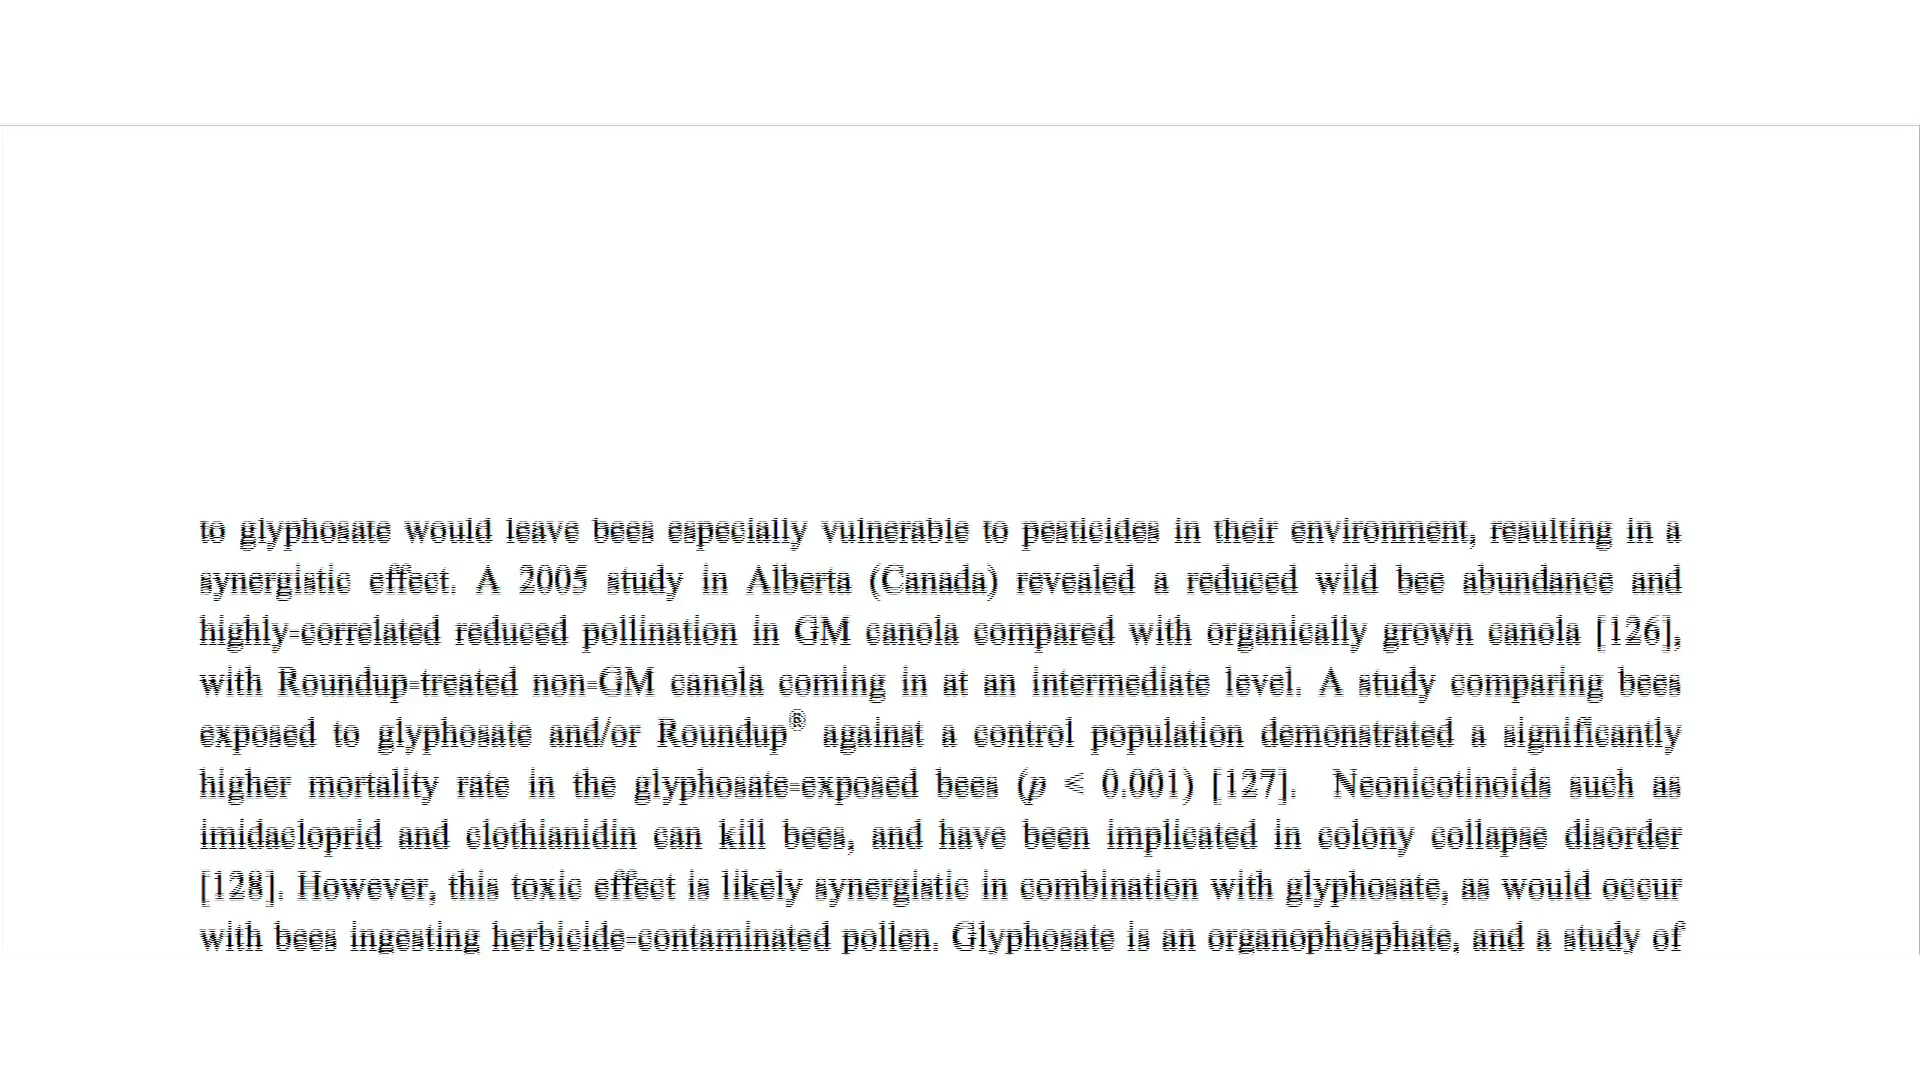 to glyphosate would leave bees especially vulnerable to pesticides in their environment, resulting in a
synergistic effect. A 2005 study in Alberta (Canada) revealed a reduced wild bee abundance and
highly-correlated reduced pollination in GM canola compared with organically grown canola [126],
with Roundup-treated non-GM canola coming in at an intermediate level. A study comparing bees
exposed to glyphosate and/or Roundup® against a control population demonstrated a significantly
higher mortality rate in the glyphosate-exposed bees (p < 0.001) [127]. Neonicotinoids such as
imidacloprid and clothianidin can kill bees, and have been implicated in colony collapse disorder
[128]. However, this toxic effect is likely synergistic in combination with glyphosate, as would occur
with bees ingesting herbicide-contaminated pollen. Glyphosate is an organophosphate, and a study of